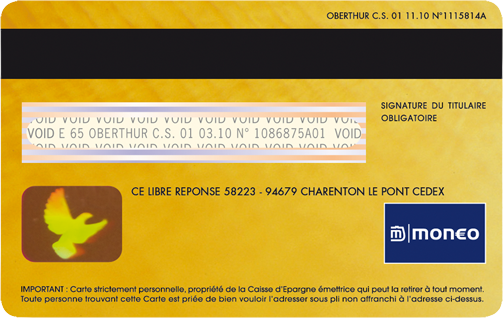 OBERTHUR C.S. 01 11.10 N°1115814A
SIGNATURE DU TITULAIRE
OBLIGATOIRE
VOID VOID VOID VOID VOID VOID VOID VOID VOID VOID
VOID E 65 OBERTHUR C.S. 01 03.10 N° 1086875A01 VOID
VOID VOID VOID VOID VOID VOID VOID VOID VOID VOID
CE LIBRE REPONSE 58223 - 94679 CHARENTON LE PONT CEDEX
moneo
IMPORTANT : Carte strictement personnelle, propriété de la Caisse d'Epargne émettrice qui peut la retirer à tout moment.
Toute personne trouvant cette Carte est priée de bien vouloir l'adresser sous pli non affranchi à l'adresse ci-dessus.